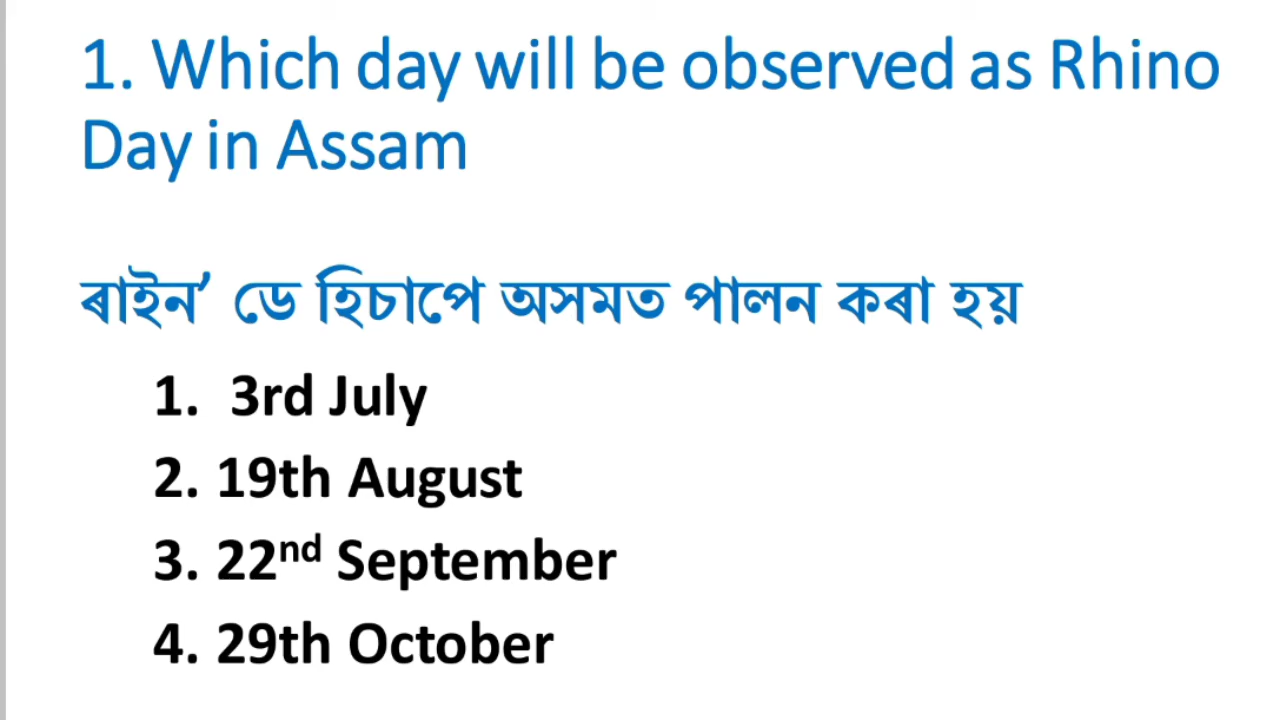 1. Which day will be observed as Rhino
Day in Assam
ৰাইন’ ডে হিচাপে অসমত পালন কৰা হয়
1. 3rd July
2. 19th August
3. 22nd September
4. 29th October